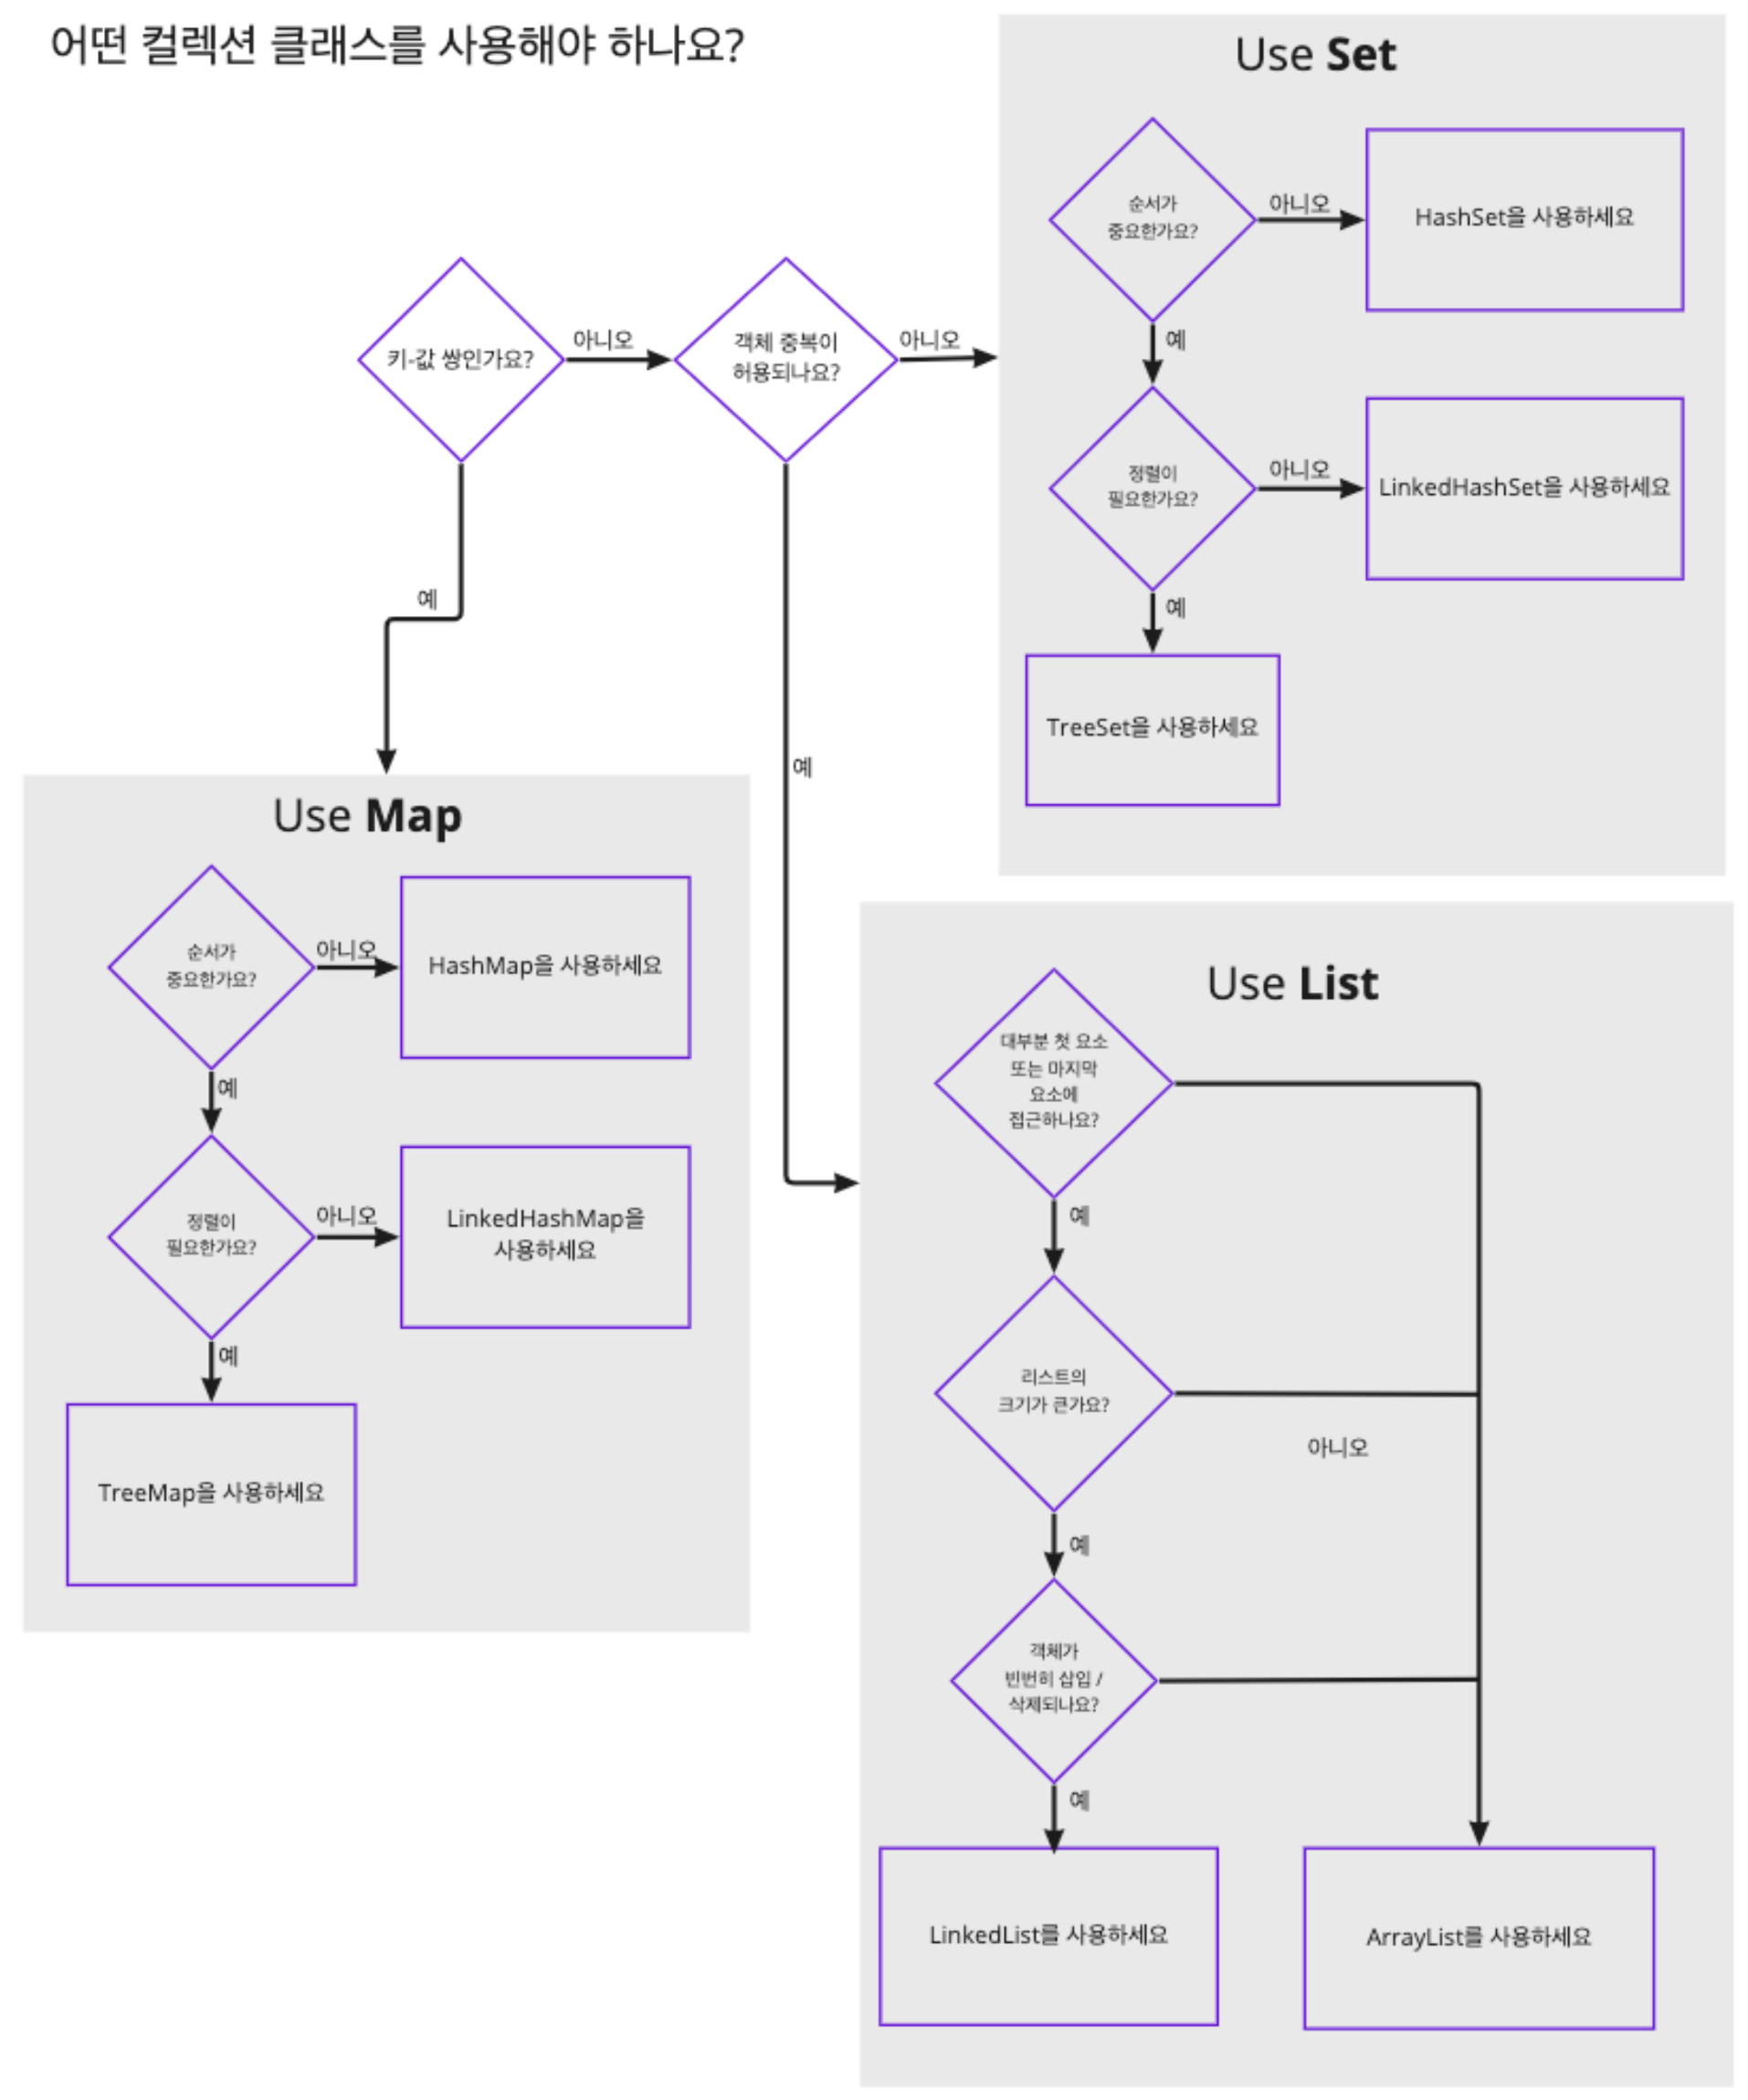 어떤 컬렉션 클래스를 사용해야 하나요?
키-값 쌍인가요?
아니오
예
객체 중복이
허용되나요?
아니오
예
Use Set
순서가
중요한가요?
아니오
HashSet을 사용하세요
예
정렬이
필요한가요?
아니오
LinkedHashSet을 사용하세요
예
TreeSet을 사용하세요
Use Map
순서가
중요한가요?
아니오
HashMap을 사용하세요
예
정렬이
필요한가요?
아니오
LinkedHashMap을
사용하세요
예
TreeMap을 사용하세요
Use List
대부분 첫 요소
또는 마지막
요소에
접근하나요?
예
리스트의
크기가 큰가요?
아니오
예
객체가
빈번히 삽입 /
삭제되나요?
예
LinkedList를 사용하세요
ArrayList를 사용하세요